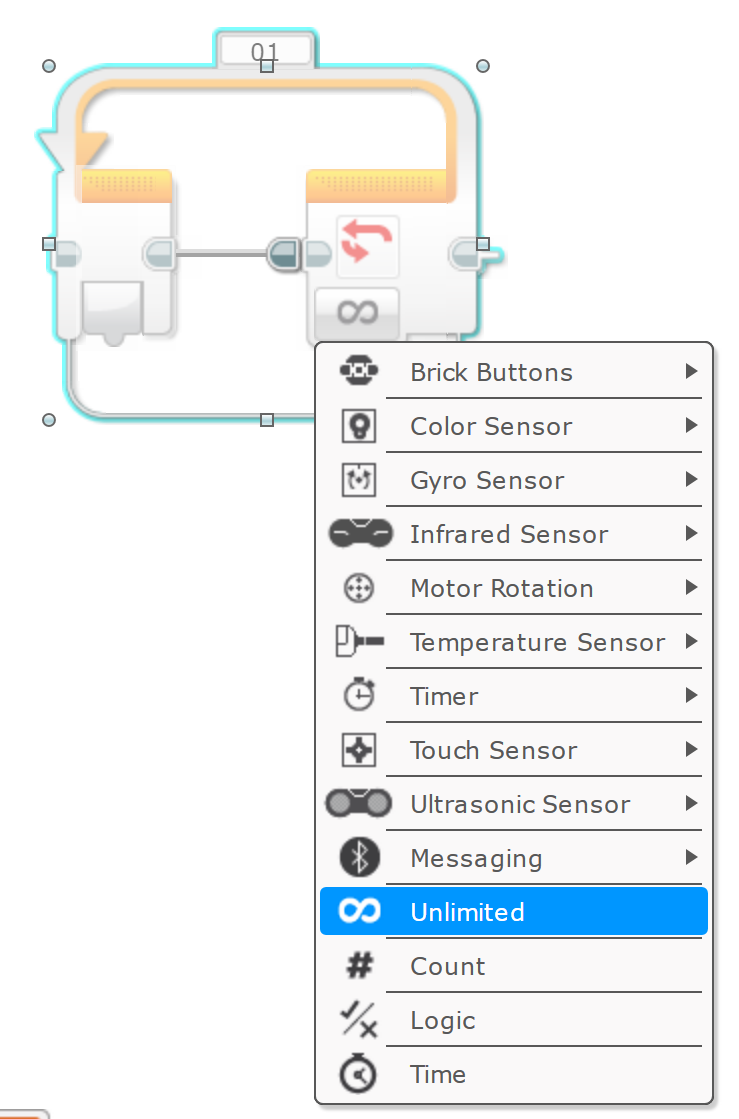 01
Brick Buttons
Color Sensor
Gyro Sensor
Infrared Sensor
Motor Rotation
Temperature Sensor
Timer
Touch Sensor
Ultrasonic Sensor
Messaging
Unlimited
# Count
Logic
Time